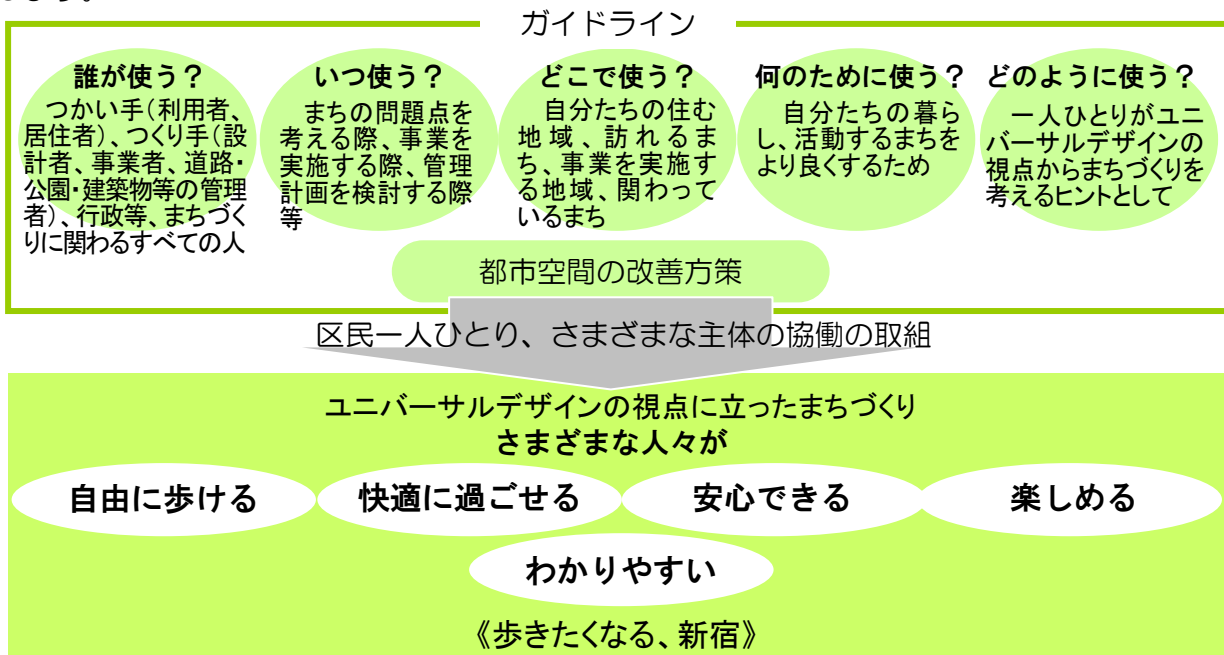 ガイドライン
誰が使う？
つかい手（利用者、
居住者）、つくり手（設
計者、事業者、道路・
公園・建築物等の管理
者）、行政等、まちづく
りに関わるすべての人
いつ使う？
まちの問題点を
考える際、事業を
実施する際、管理
計画を検討する際
等
どこで使う？
自分たちの住む
地域、訪れるま
ち、事業を実施す
る地域、関わって
いるまち
何のために使う？
自分たちの暮ら
し、活動するまちを
より良くするため
どのように使う？
一人ひとりがユニ
バーサルデザインの
視点からまちづくりを
考えるヒントとして
都市空間の改善方策
区民一人ひとり、さまざまな主体の協働の取組
ユニバーサルデザインの視点に立ったまちづくり
さまざまな人々が
自由に歩ける
快適に過ごせる
安心できる
楽しめる
わかりやすい
《歩きたくなる、新宿》